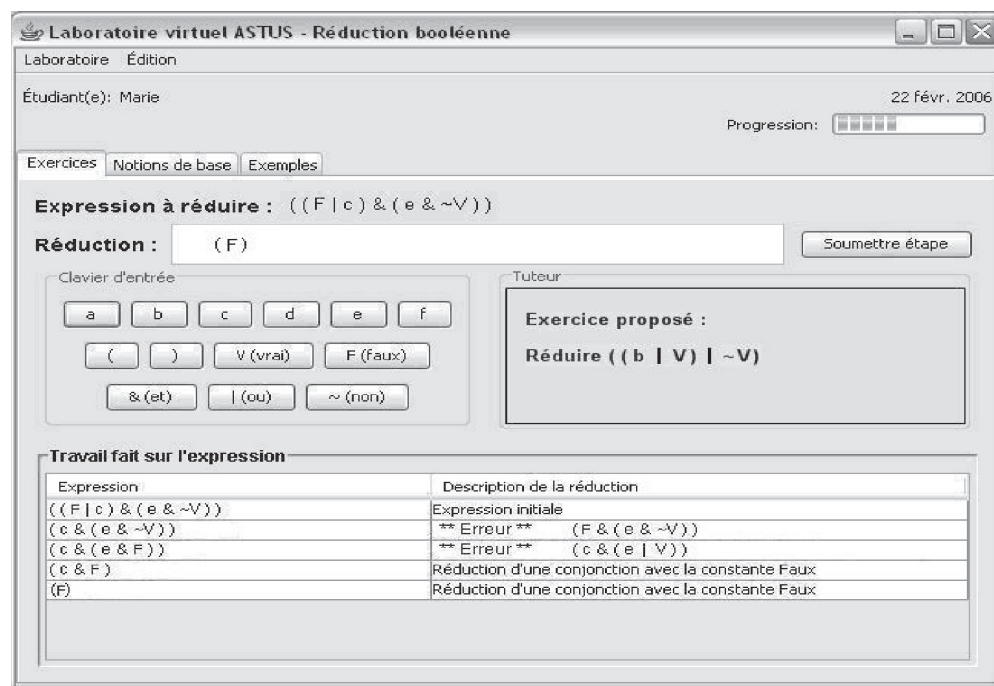 Laboratoire virtuel ASTUS - Réduction booléenne
Laboratoire Édition
Étudiant(e): Marie
22 févr. 2006
Progression:
Exercices Notions de base Exemples
Expression à réduire : ((F|c)&(e&~V))
Réduction : (F)
Soumettre étape
Clavier d'entrée
a b c d e f
( ) V (vrai) F (faux)
& (et) | (ou) ~ (non)
Tuteur
Exercice proposé :
Réduire ((b | V) | ~V)
Travail fait sur l'expression
Expression Description de la réduction
((F|c)&(e&~V)) Expression initiale
(c&(e&~V)) ** Erreur ** (F&(e&~V))
(c&(e&F)) ** Erreur ** (c&(e|V))
(c&F) Réduction d'une conjonction avec la constante Faux
(F) Réduction d'une conjonction avec la constante Faux